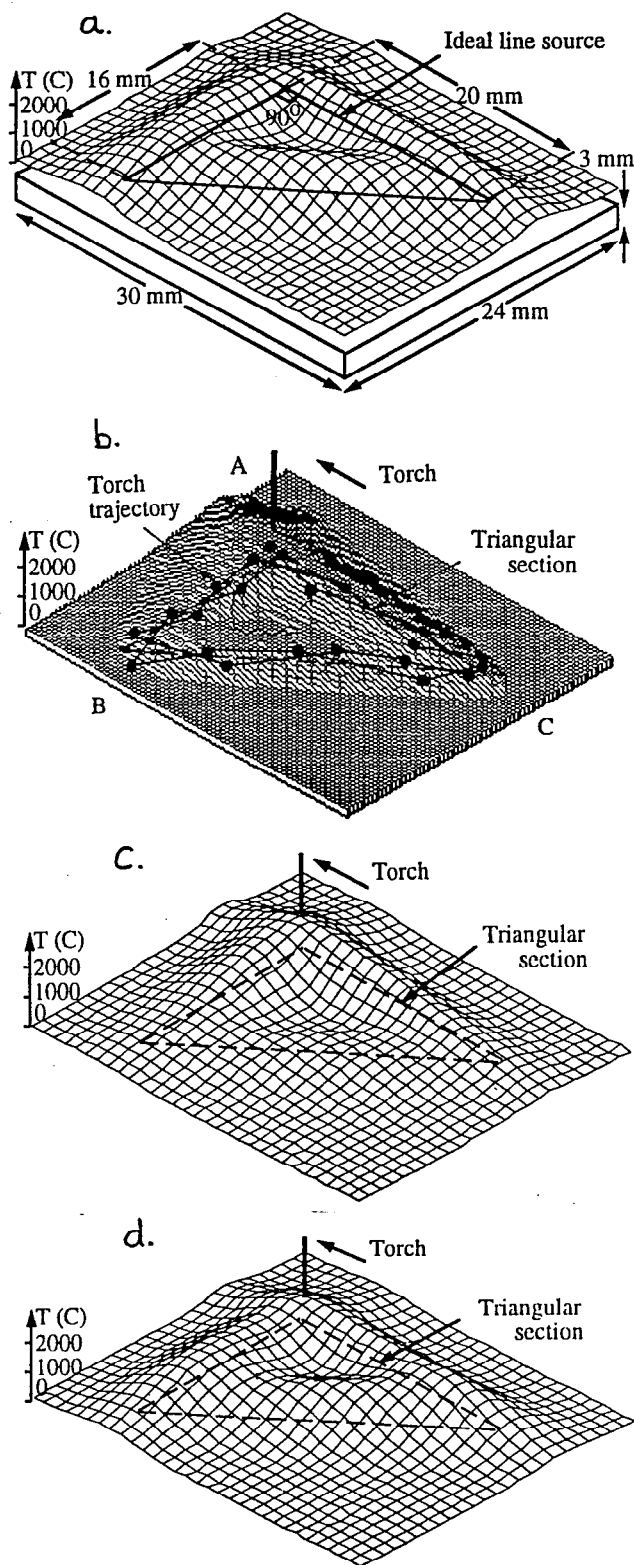 a.
Ideal line source
T (C)
16 mm
20 mm
2000
1000
0
90°
3 mm
30 mm
24 mm
b.
A
Torch
Torch
trajectory
T (C)
2000
1000
0
Triangular
section
B
C
c.
Torch
T (C)
2000
1000
0
Triangular
section
d.
Torch
T (C)
2000
1000
0
Triangular
section